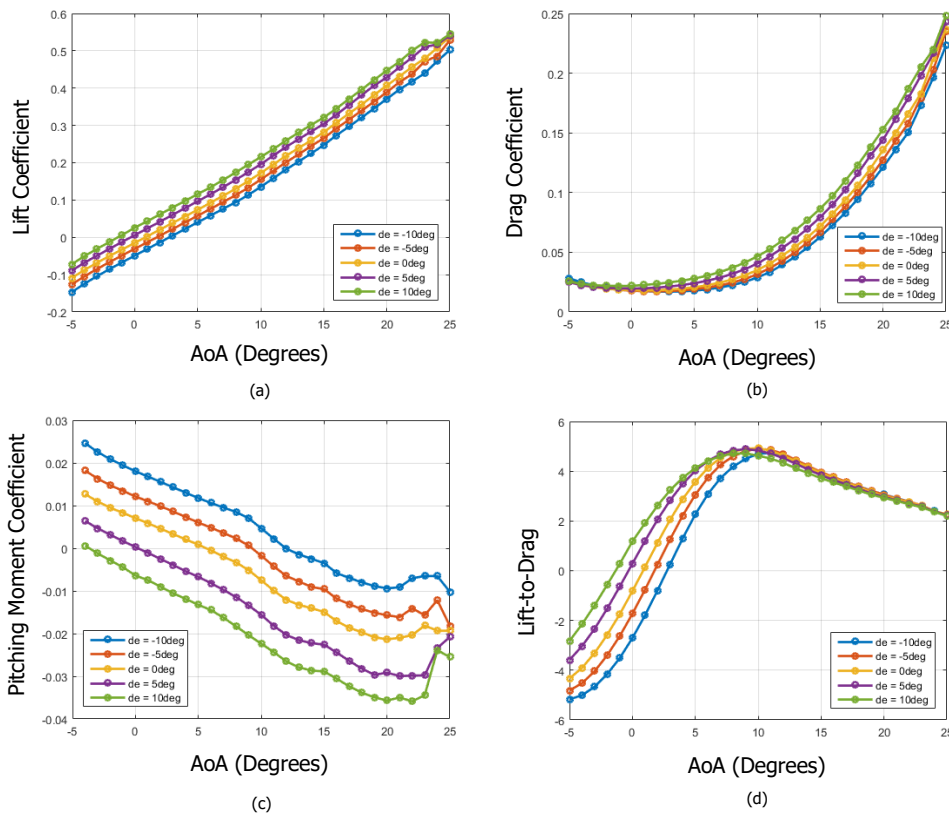 0.6
0.5
0.4
0.3
0.2
0.1
0
-0.1
-0.2
Lift Coefficient
de = -10deg
de = -5deg
de = 0deg
de = 5deg
de = 10deg
-5 0 5 10 15 20 25
AoA (Degrees)
(a)
0.25
0.2
0.15
0.1
0.05
0
Drag Coefficient
de = -10deg
de = -5deg
de = 0deg
de = 5deg
de = 10deg
-5 0 5 10 15 20 25
AoA (Degrees)
(b)
0.03
0.02
0.01
0
-0.01
-0.02
-0.03
-0.04
Pitching Moment Coefficient
de = -10deg
de = -5deg
de = 0deg
de = 5deg
de = 10deg
-5 0 5 10 15 20 25
AoA (Degrees)
(c)
6
4
2
0
-2
-4
-6
Lift-to-Drag
de = -10deg
de = -5deg
de = 0deg
de = 5deg
de = 10deg
-5 0 5 10 15 20 25
AoA (Degrees)
(d)